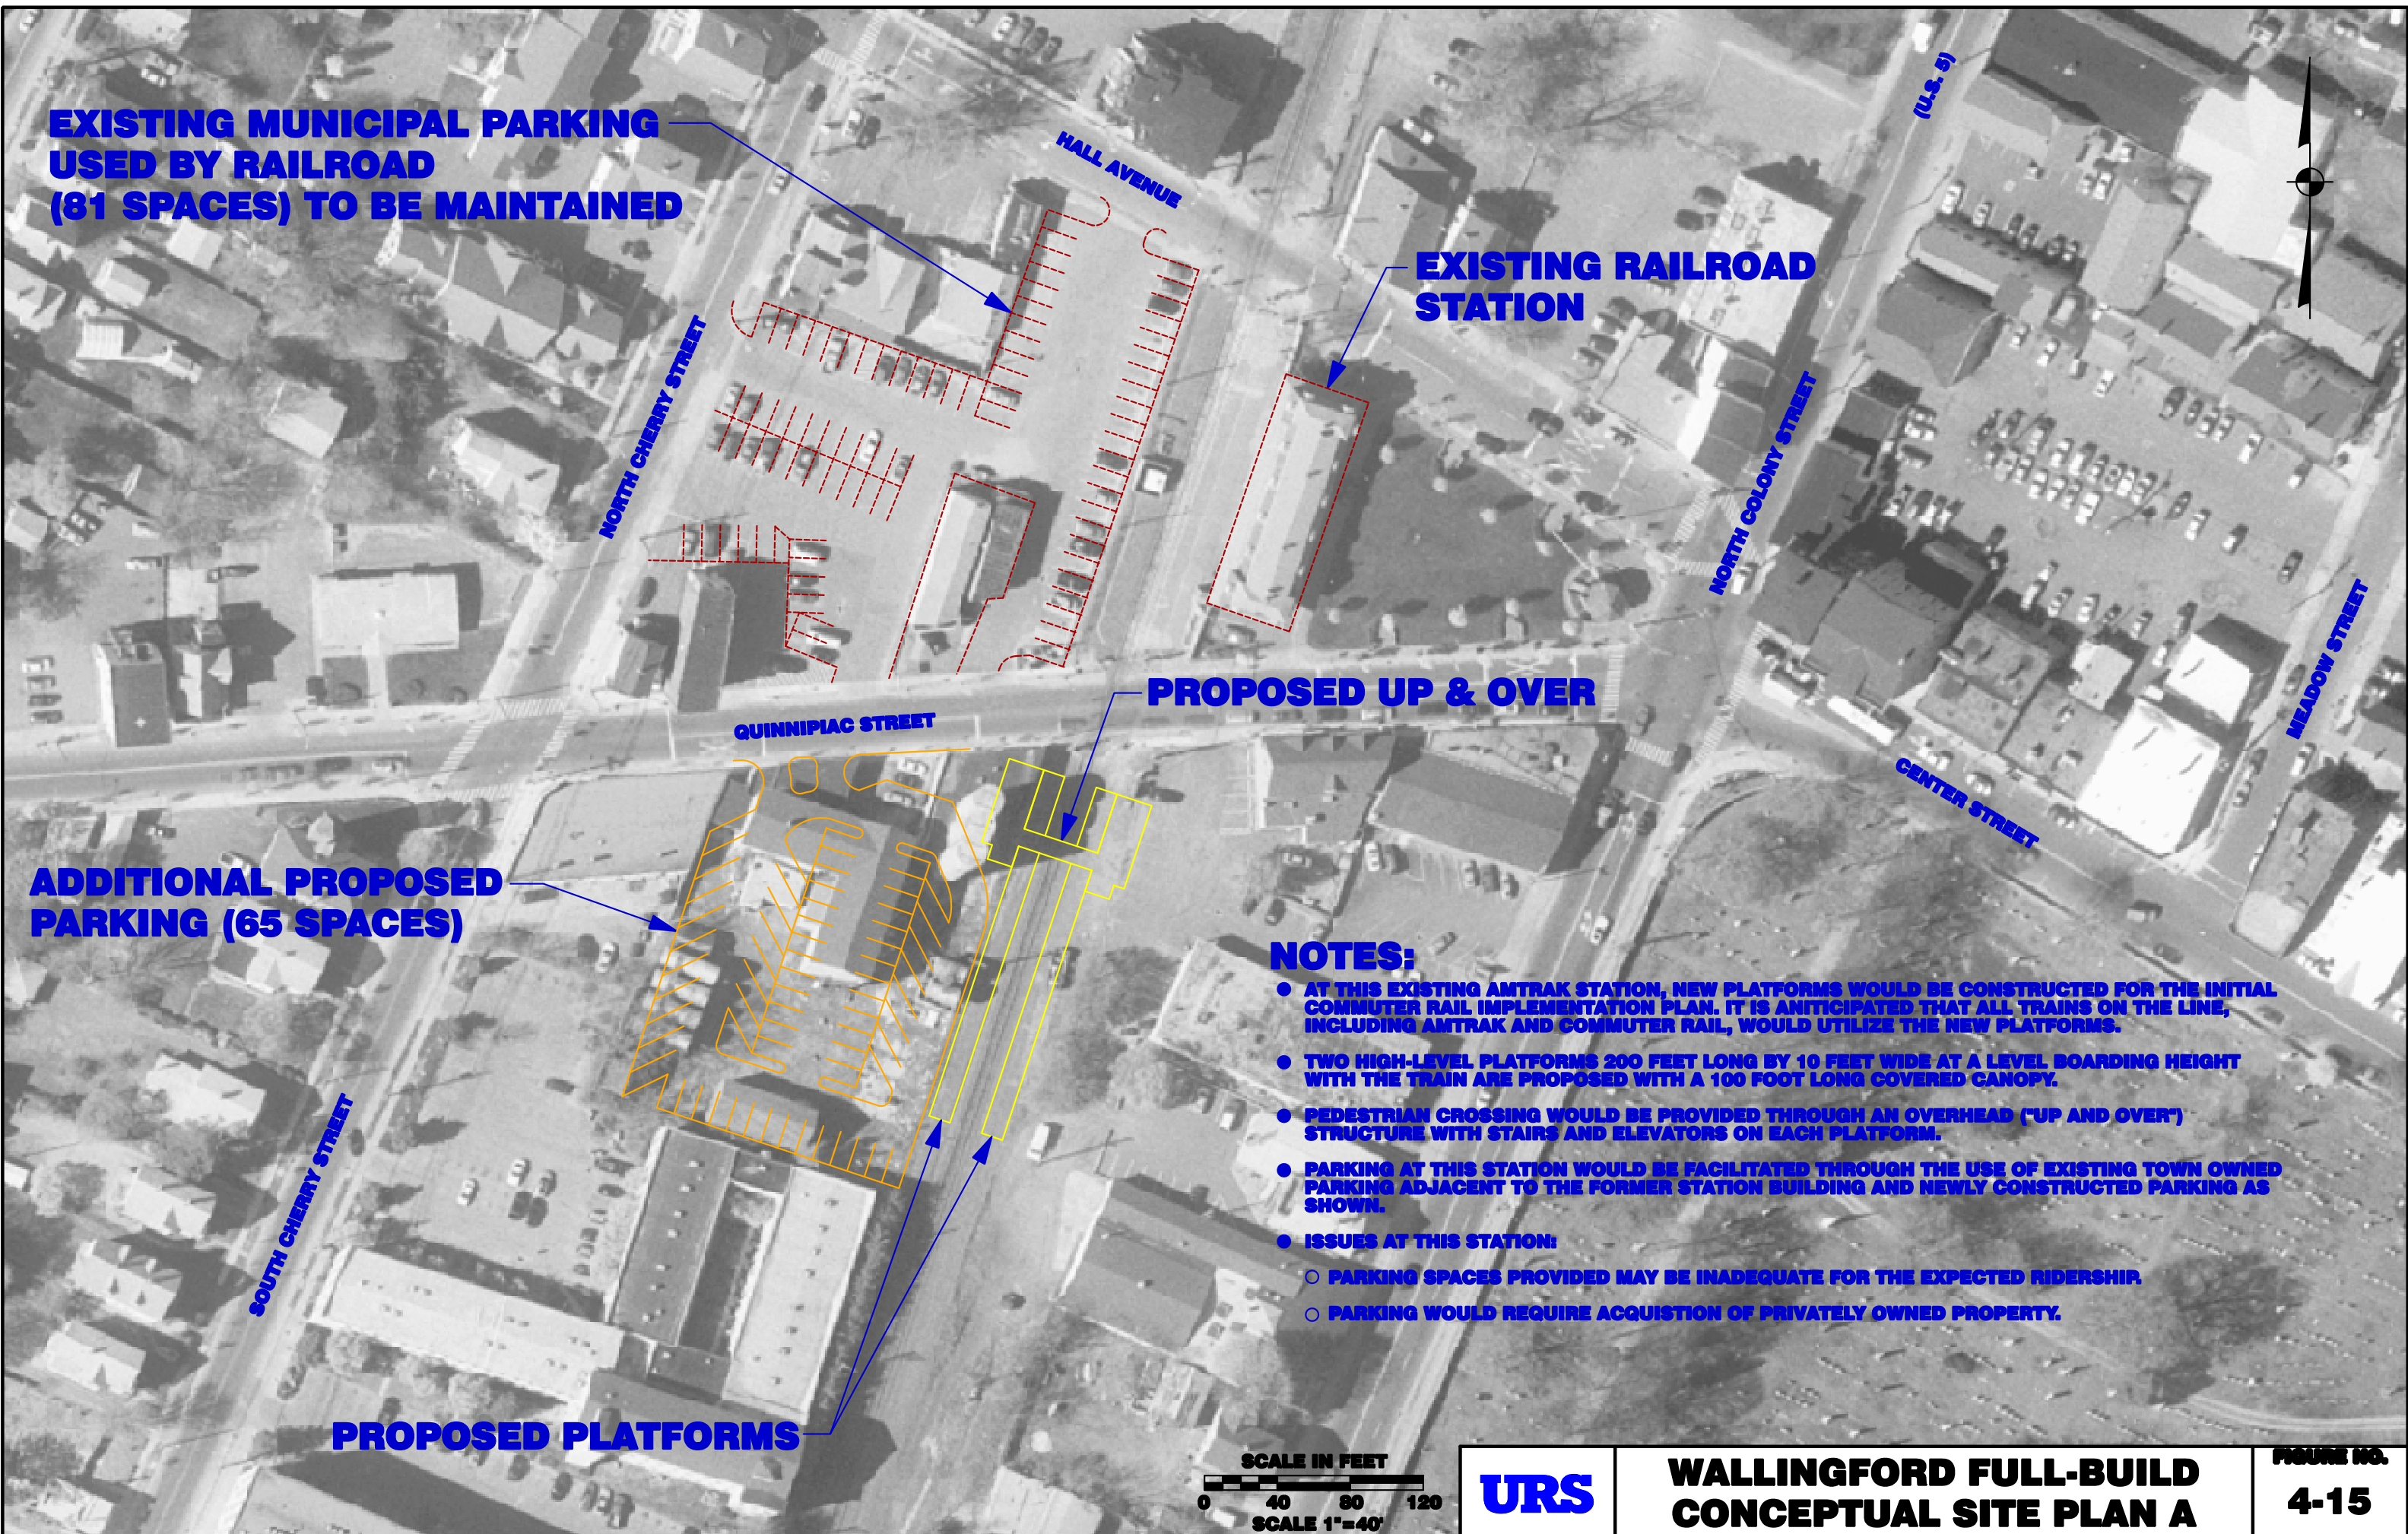 EXISTING MUNICIPAL PARKING
USED BY RAILROAD
(81 SPACES) TO BE MAINTAINED
HALL AVENUE
(U.S. 5)
EXISTING RAILROAD
STATION
NORTH CHERRY STREET
NORTH COLONY STREET
MEADOW STREET
PROPOSED UP & OVER
QUINNIPIAC STREET
CENTER STREET
ADDITIONAL PROPOSED
PARKING (65 SPACES)
NOTES:
● AT THIS EXISTING AMTRAK STATION, NEW PLATFORMS WOULD BE CONSTRUCTED FOR THE INITIAL
COMMUTER RAIL IMPLEMENTATION PLAN. IT IS ANITICIPATED THAT ALL TRAINS ON THE LINE,
INCLUDING AMTRAK AND COMMUTER RAIL, WOULD UTILIZE THE NEW PLATFORMS.
● TWO HIGH-LEVEL PLATFORMS 200 FEET LONG BY 10 FEET WIDE AT A LEVEL BOARDING HEIGHT
WITH THE TRAIN ARE PROPOSED WITH A 100 FOOT LONG COVERED CANOPY.
● PEDESTRIAN CROSSING WOULD BE PROVIDED THROUGH AN OVERHEAD ("UP AND OVER")
STRUCTURE WITH STAIRS AND ELEVATORS ON EACH PLATFORM.
● PARKING AT THIS STATION WOULD BE FACILITATED THROUGH THE USE OF EXISTING TOWN OWNED
PARKING ADJACENT TO THE FORMER STATION BUILDING AND NEWLY CONSTRUCTED PARKING AS
SHOWN.
● ISSUES AT THIS STATION:
○ PARKING SPACES PROVIDED MAY BE INADEQUATE FOR THE EXPECTED RIDERSHIP.
○ PARKING WOULD REQUIRE ACQUISTION OF PRIVATELY OWNED PROPERTY.
SOUTH CHERRY STREET
PROPOSED PLATFORMS
SCALE IN FEET
0 40 80 120
SCALE 1"=40'
URS
WALLINGFORD FULL-BUILD
CONCEPTUAL SITE PLAN A
FIGURE NO.
4-15